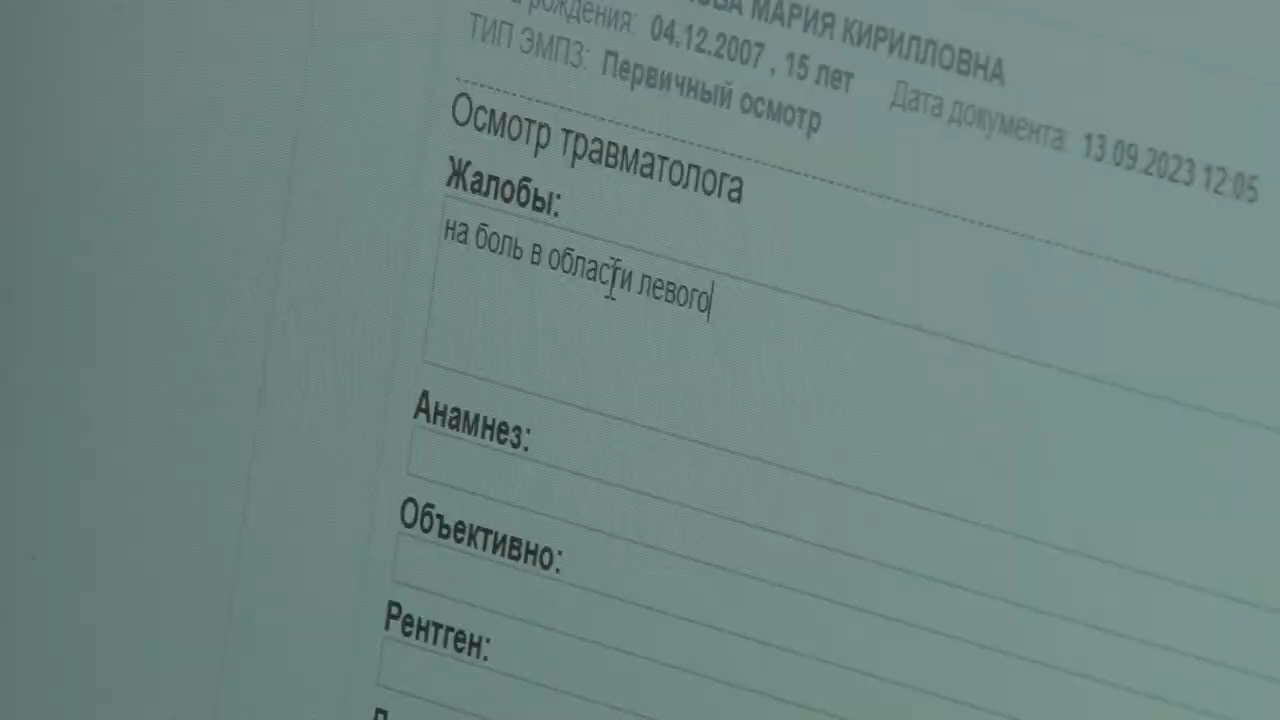 МАРИЯ КИРИЛЛОВНА
рождения: 04.12.2007 , 15 лет
ТИП ЭМПЗ: Первичный осмотр Дата документа: 13.09.2023 12:05
Осмотр травматолога
Жалобы:
на боль в области левого
Анамнез:
Объективно:
Рентген: